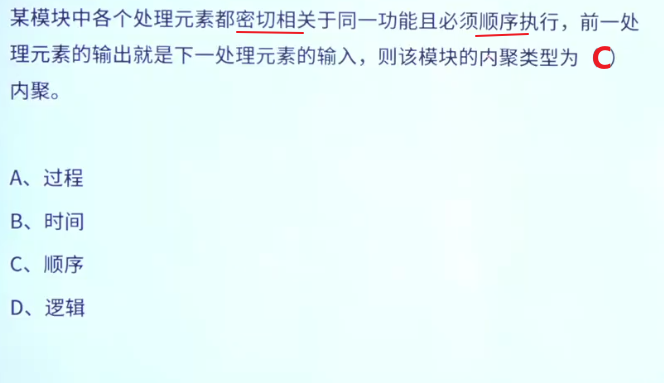 某模块中各个处理元素都密切相关于同一功能且必须顺序执行，前一处
理元素的输出就是下一处理元素的输入，则该模块的内聚类型为（C）
内聚。
A、过程
B、时间
C、顺序
D、逻辑